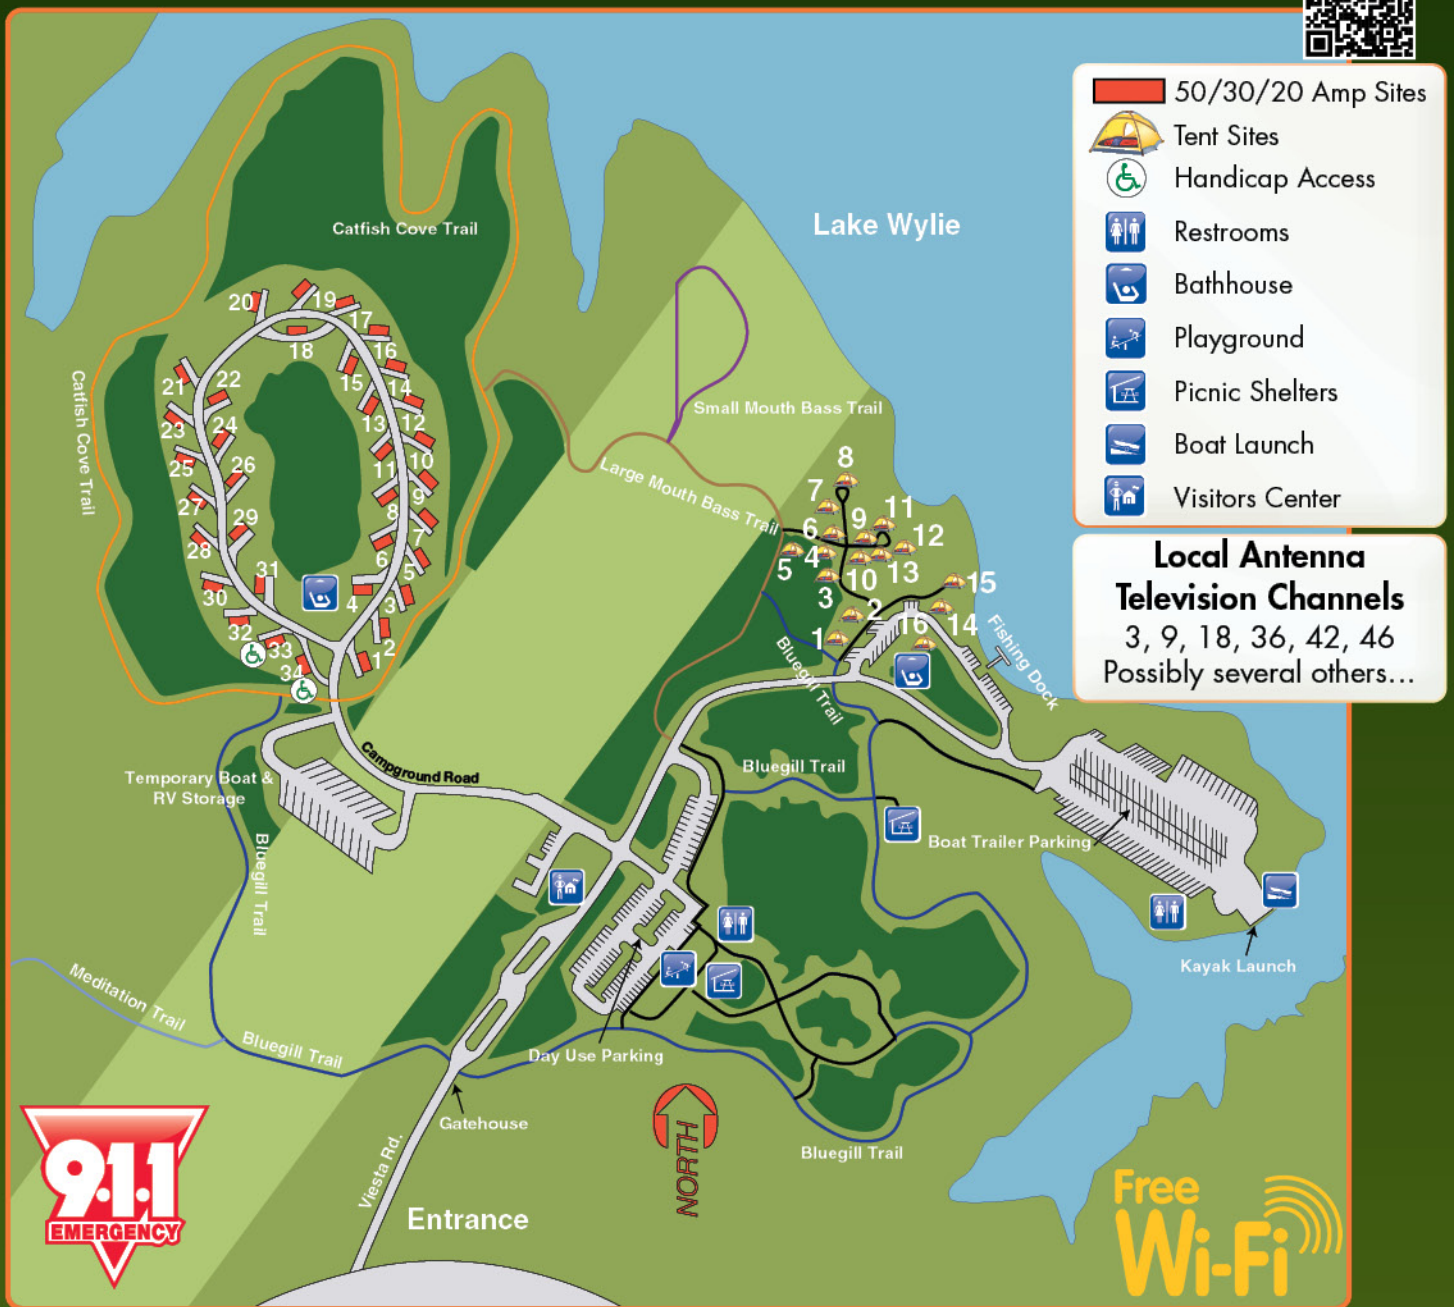 50/30/20 Amp Sites
Tent Sites
Handicap Access
Restrooms
Bathhouse
Playground
Picnic Shelters
Boat Launch
Visitors Center
Local Antenna
Television Channels
3, 9, 18, 36, 42, 46
Possibly several others...
Lake Wylie
Catfish Cove Trail
Catfish Cove Trail
20
19
17
18
16
15
14
21
22
13
12
23
24
11
10
25
26
9
27
8
29
7
28
6
5
31
30
4
3
32
33
2
1
34
Small Mouth Bass Trail
Large Mouth Bass Trail
8
7
11
9
6
12
4
5
13
10
15
3
2
16
14
1
Fishing Dock
Bluegill Trail
Campground Road
Temporary Boat &
RV Storage
Bluegill Trail
Boat Trailer Parking
Bluegill Trail
Kayak Launch
Meditation Trail
Bluegill Trail
Day Use Parking
Gatehouse
NORTH
Bluegill Trail
Viesta Rd.
Entrance
9·1·1
EMERGENCY
Free
Wi-Fi